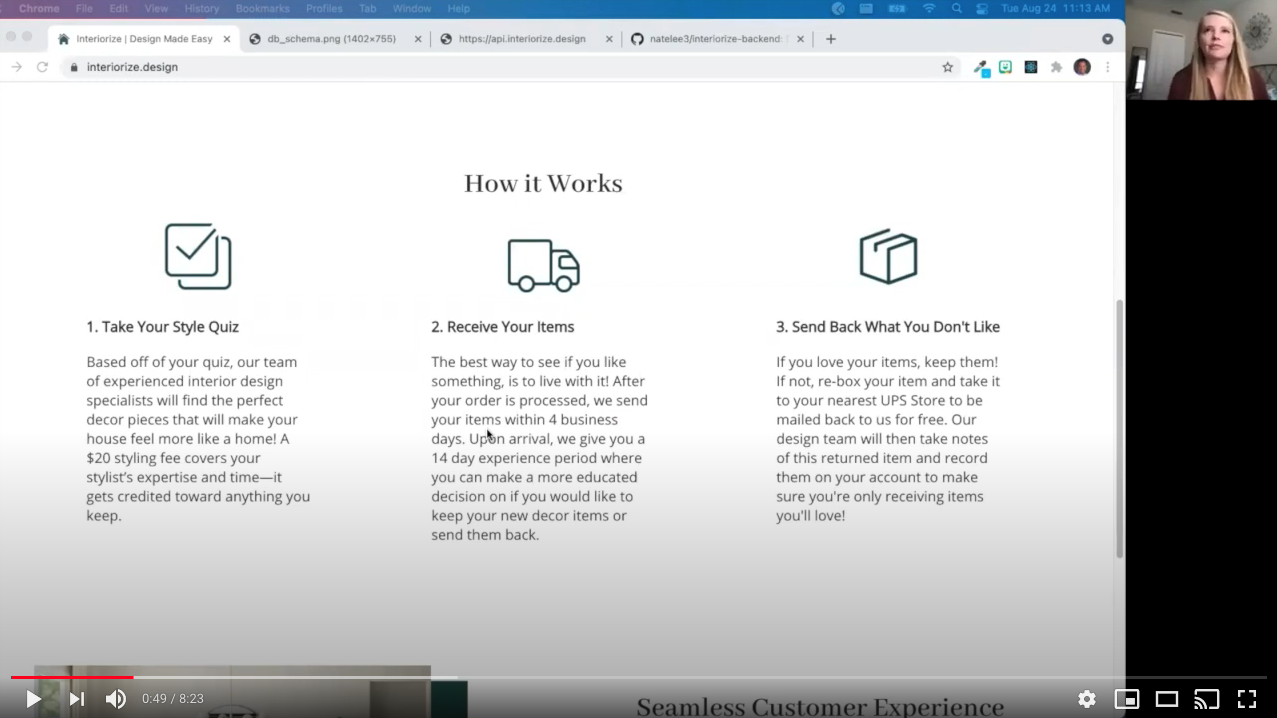 Chrome File Edit View History Bookmarks Profiles Tab Window Help Tue Aug 24 11:13 AM
Interiorize | Design Made Easy
db_schema.png (1402×755)
https://api.interiorize.design
natelee3/interiorize-backend:
interiorize.design
How it Works
1. Take Your Style Quiz
Based off of your quiz, our team
of experienced interior design
specialists will find the perfect
decor pieces that will make your
house feel more like a home! A
$20 styling fee covers your
stylist's expertise and time—it
gets credited toward anything you
keep.
2. Receive Your Items
The best way to see if you like
something, is to live with it! After
your order is processed, we send
your items within 4 business
days. Upon arrival, we give you a
14 day experience period where
you can make a more educated
decision on if you would like to
keep your new decor items or
send them back.
3. Send Back What You Don't Like
If you love your items, keep them!
If not, re-box your item and take it
to your nearest UPS Store to be
mailed back to us for free. Our
design team will then take notes
of this returned item and record
them on your account to make
sure you're only receiving items
you'll love!
Seamless Customer Experience
0:49 / 8:23